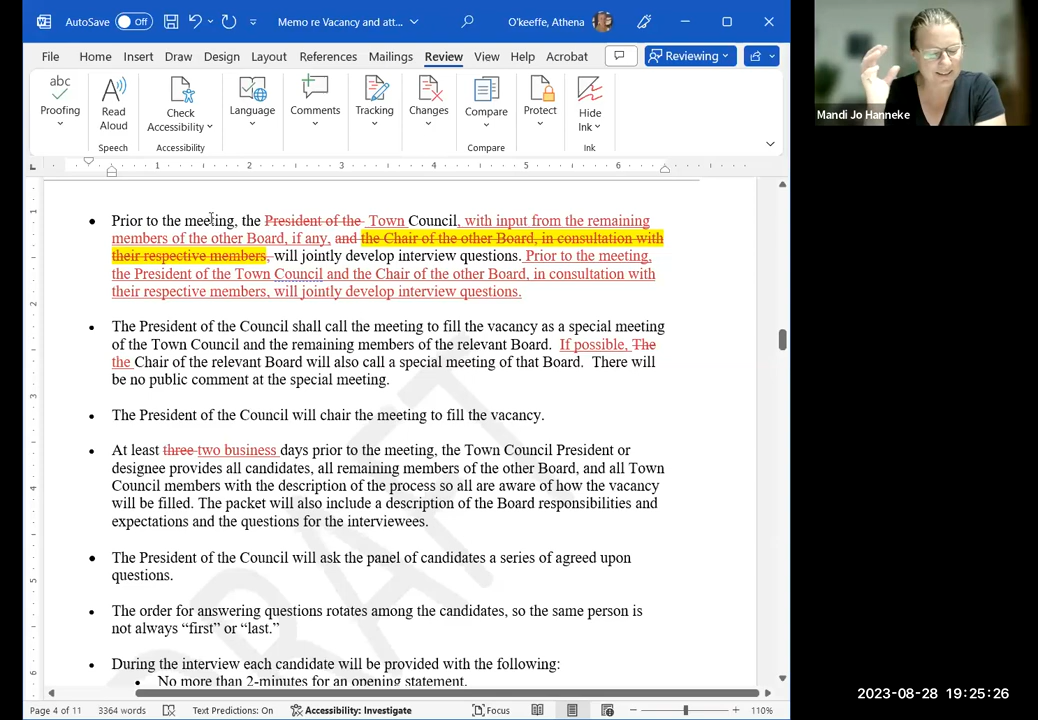 AutoSave Off Memo re Vacancy and att... O'keeffe, Athena
File Home Insert Draw Design Layout References Mailings Review View Help Acrobat Reviewing
Proofing Read Aloud Check Accessibility Language Comments Tracking Changes Compare Protect Hide Ink
Speech Accessibility Compare Ink
Mandi Jo Hanneke
1 2 3 4 5 6
• Prior to the meeting, the President of the Town Council, with input from the remaining
members of the other Board, if any, and the Chair of the other Board, in consultation with
their respective members, will jointly develop interview questions. Prior to the meeting,
the President of the Town Council and the Chair of the other Board, in consultation with
their respective members, will jointly develop interview questions.
• The President of the Council shall call the meeting to fill the vacancy as a special meeting
of the Town Council and the remaining members of the relevant Board. If possible, The
the Chair of the relevant Board will also call a special meeting of that Board. There will
be no public comment at the special meeting.
• The President of the Council will chair the meeting to fill the vacancy.
• At least three two business days prior to the meeting, the Town Council President or
designee provides all candidates, all remaining members of the other Board, and all Town
Council members with the description of the process so all are aware of how the vacancy
will be filled. The packet will also include a description of the Board responsibilities and
expectations and the questions for the interviewees.
• The President of the Council will ask the panel of candidates a series of agreed upon
questions.
• The order for answering questions rotates among the candidates, so the same person is
not always “first” or “last.”
• During the interview each candidate will be provided with the following:
• No more than 2-minutes for an opening statement.
DRAFT
Page 4 of 11 3364 words Text Predictions: On Accessibility: Investigate Focus 110%
2023-08-28 19:25:26